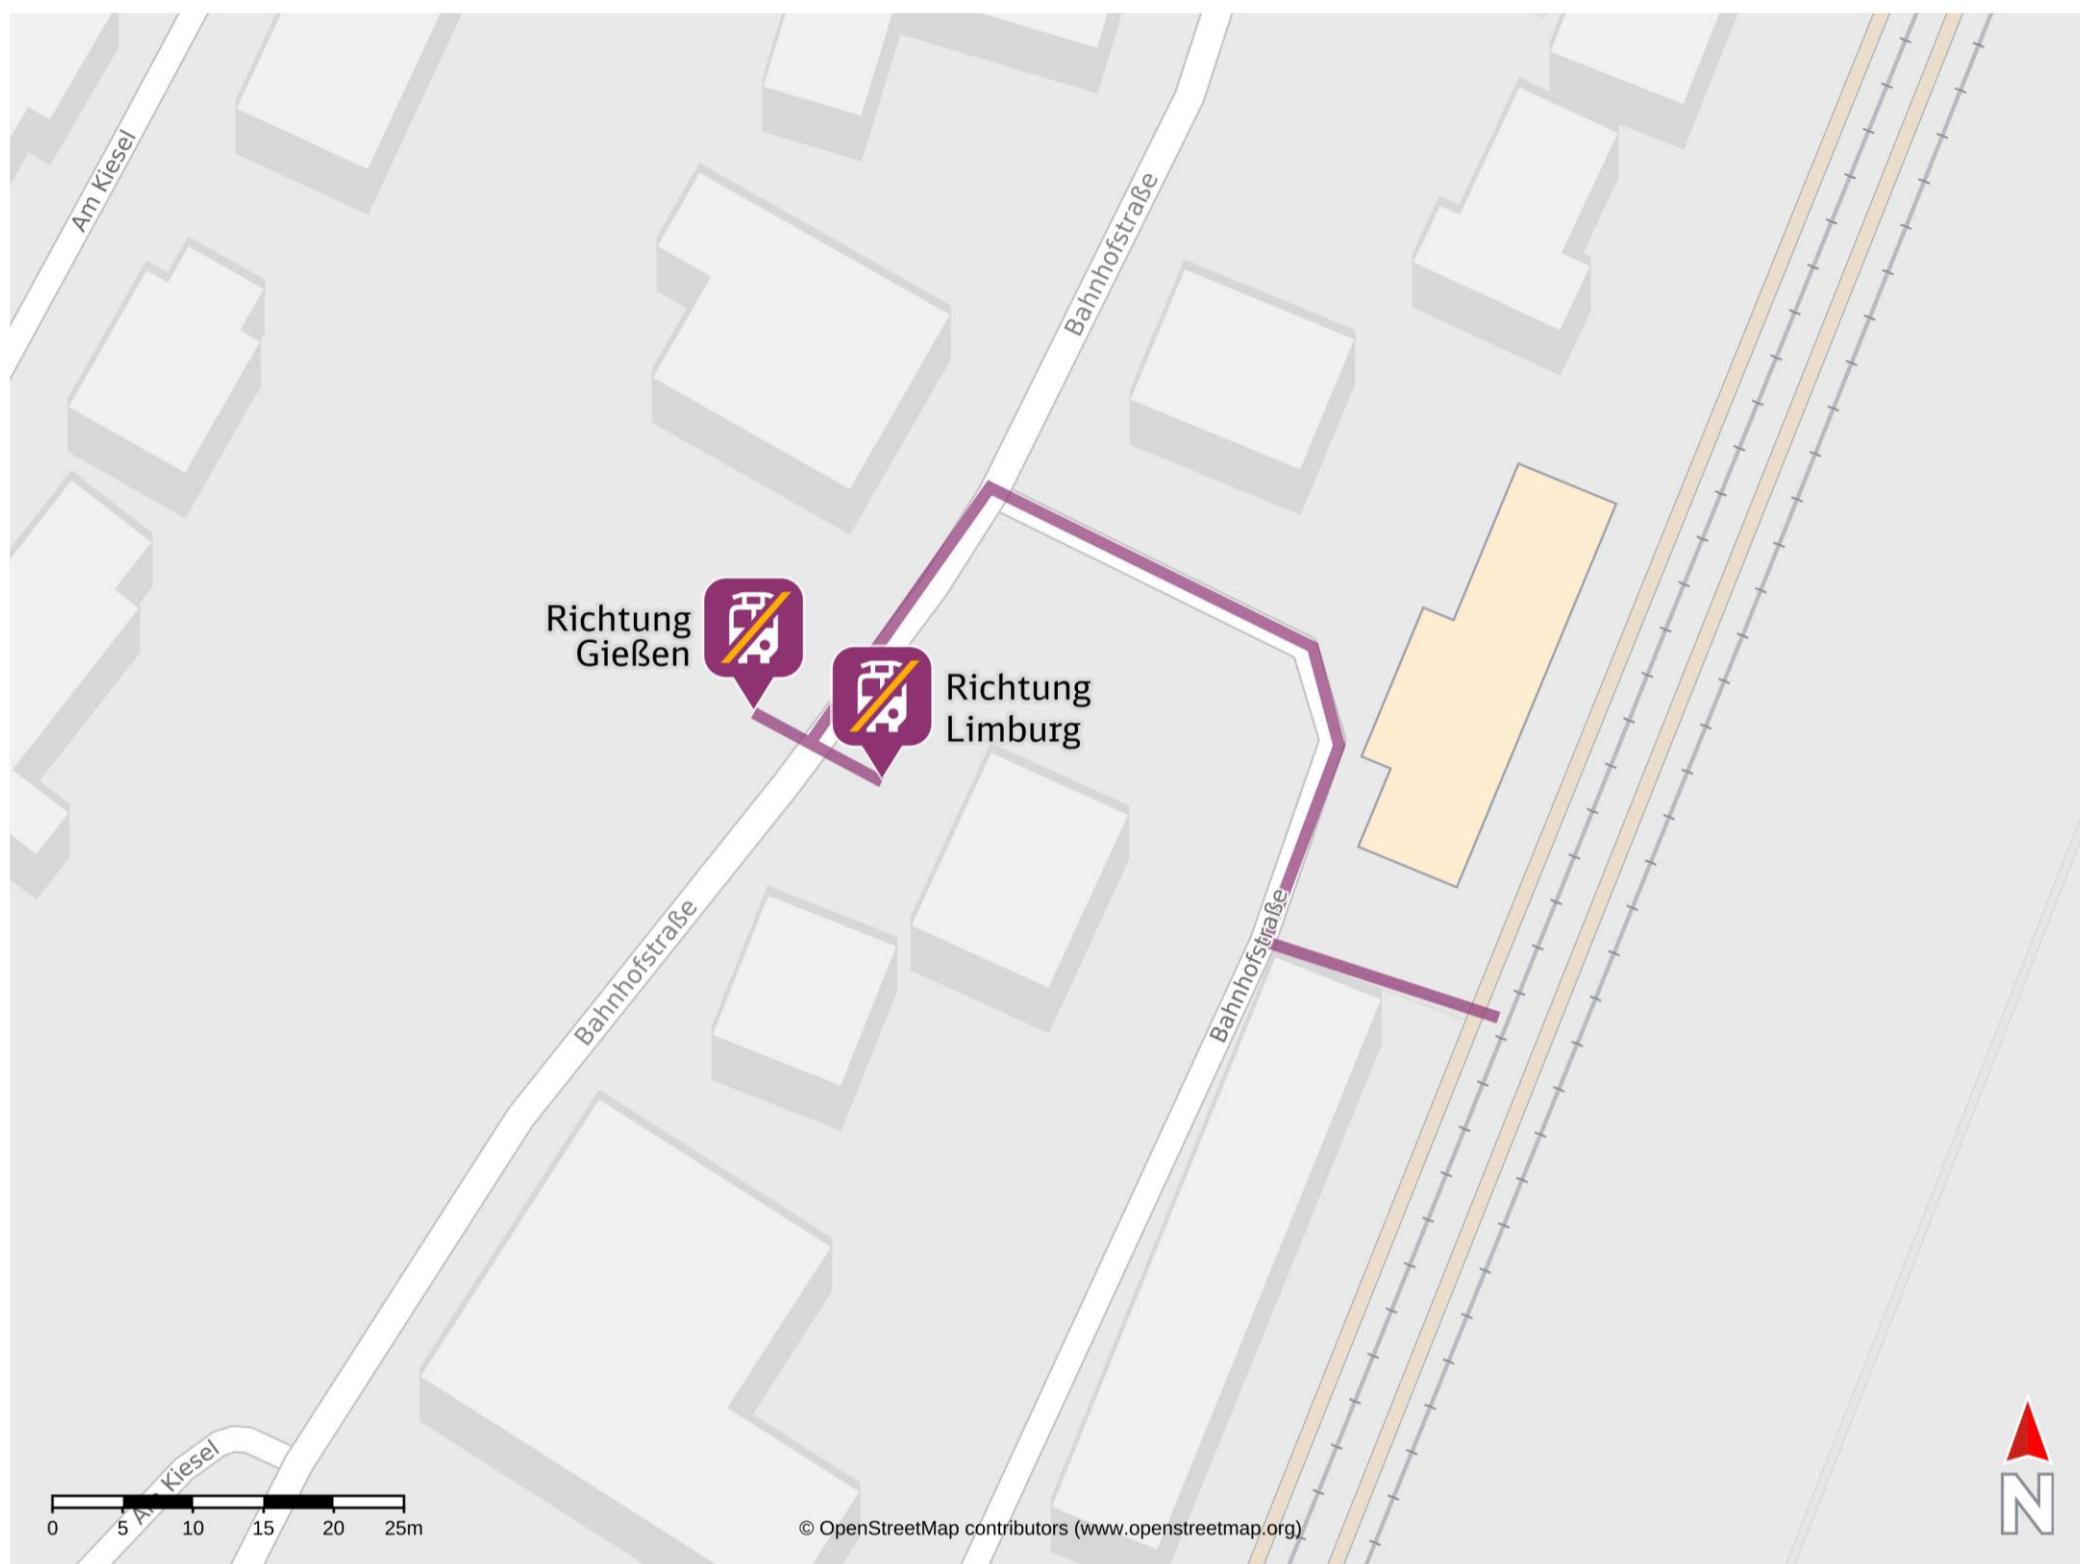 Am Kiesel
Bahnhofstraße
Richtung
Gießen
Richtung
Limburg
Bahnhofstraße
Bahnhofstraße
Am Kiesel
0 5 10 15 20 25m
© OpenStreetMap contributors (www.openstreetmap.org)
N